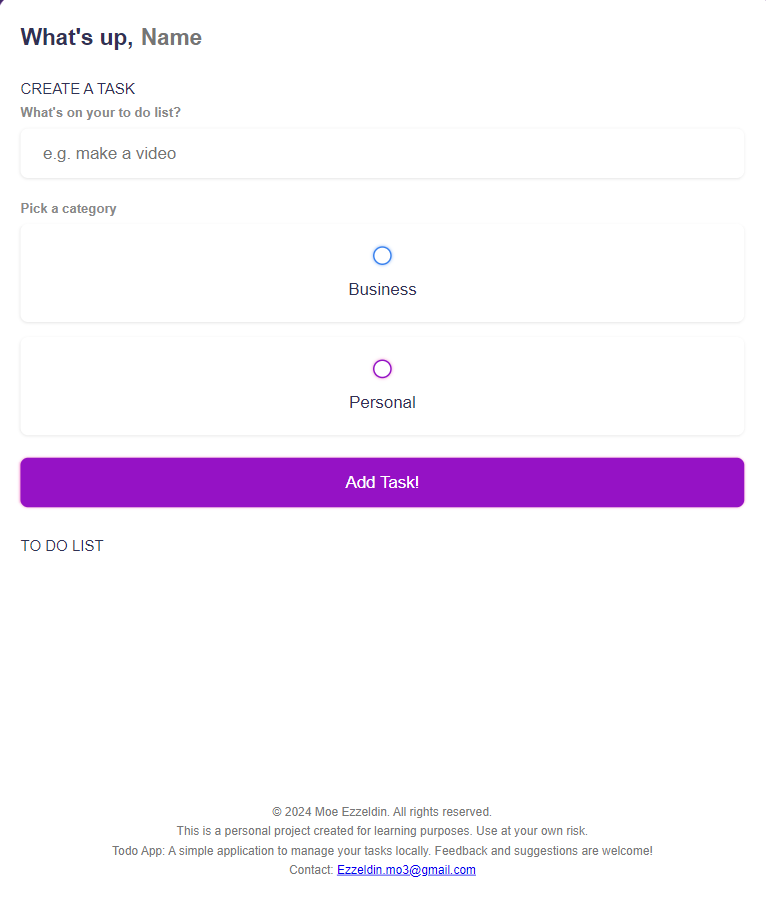 What's up, Name
CREATE A TASK
What's on your to do list?
e.g. make a video
Pick a category
Business
Personal
Add Task!
TO DO LIST
© 2024 Moe Ezzeldin. All rights reserved.
This is a personal project created for learning purposes. Use at your own risk.
Todo App: A simple application to manage your tasks locally. Feedback and suggestions are welcome!
Contact: Ezzeldin.mo3@gmail.com